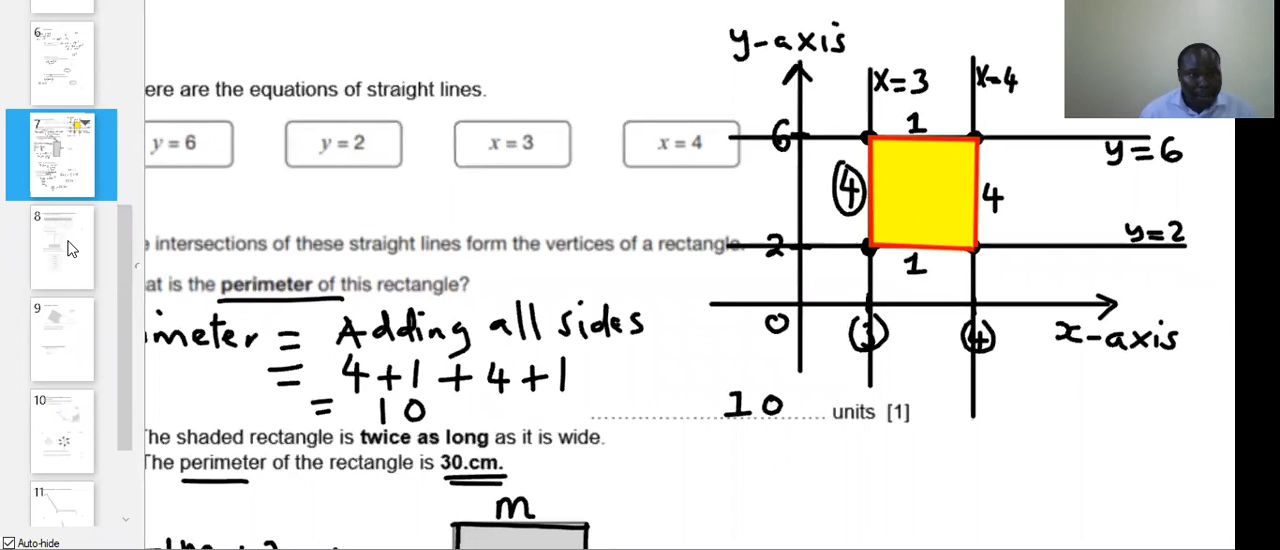 6
7
8
9
10
11
Auto-hide
ere are the equations of straight lines.
y = 6
y = 2
x = 3
x = 4
intersections of these straight lines form the vertices of a rectangle.
at is the perimeter of this rectangle?
imeter = Adding all sides
= 4+1+4+1
= 10
10 units [1]
The shaded rectangle is twice as long as it is wide.
The perimeter of the rectangle is 30.cm.
m
y-axis
x=3
x=4
6
1
y=6
4
4
2
y=2
1
0
(3)
(4)
x-axis